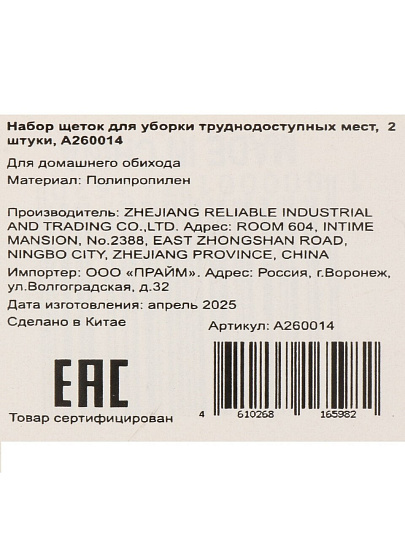 Набор щеток для уборки труднодоступных мест, 2
штуки, А260014
Для домашнего обихода
Материал: Полипропилен
Производитель: ZHEJIANG RELIABLE INDUSTRIAL
AND TRADING CO.,LTD. Адрес: ROOM 604, INTIME
MANSION, No.2388, EAST ZHONGSHAN ROAD,
NINGBO CITY, ZHEJIANG PROVINCE, CHINA
Импортер: ООО «ПРАЙМ». Адрес: Россия, г.Воронеж,
ул.Волгоградская, д.32
Дата изготовления: апрель 2025
Сделано в Китае
Артикул: А260014
EAC
Товар сертифицирован
4 610268 165982